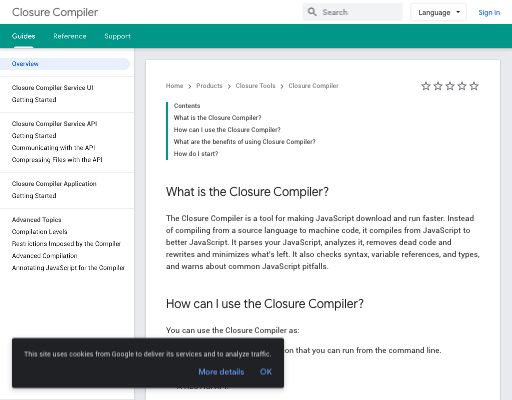 Closure Compiler
Search
Language
Sign in
Guides
Reference
Support
Overview
Closure Compiler Service UI
Getting Started
Closure Compiler Service API
Getting Started
Communicating with the API
Compressing Files with the API
Closure Compiler Application
Getting Started
Advanced Topics
Compilation Levels
Restrictions Imposed by the Compiler
Advanced Compilation
Annotating JavaScript for the Compiler
Home > Products > Closure Tools > Closure Compiler
Contents
What is the Closure Compiler?
How can I use the Closure Compiler?
What are the benefits of using Closure Compiler?
How do I start?
What is the Closure Compiler?
The Closure Compiler is a tool for making JavaScript download and run faster. Instead
of compiling from a source language to machine code, it compiles from JavaScript to
better JavaScript. It parses your JavaScript, analyzes it, removes dead code and
rewrites and minimizes what's left. It also checks syntax, variable references, and types,
and warns about common JavaScript pitfalls.
How can I use the Closure Compiler?
You can use the Closure Compiler as:
on that you can run from the command line.
This site uses cookies from Google to deliver its services and to analyze traffic.
More details
OK